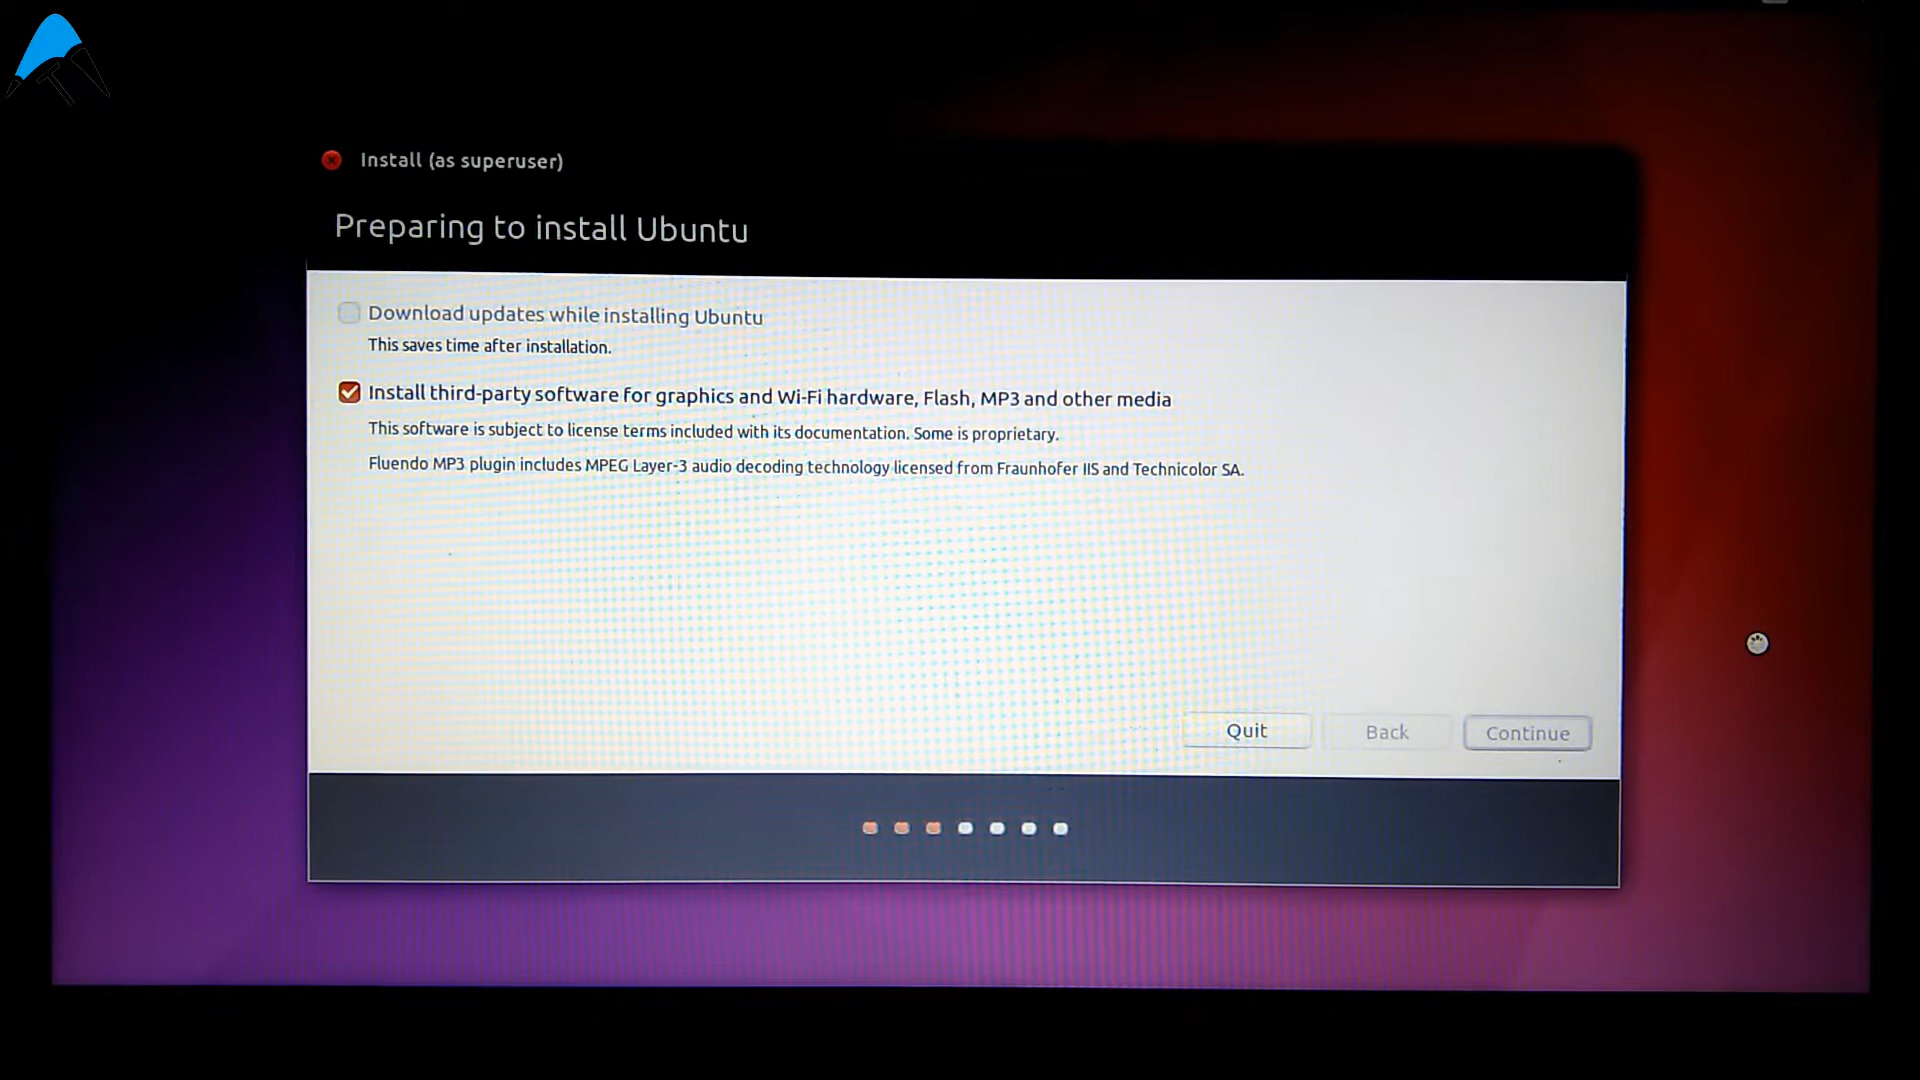 Install (as superuser)
Preparing to install Ubuntu
Download updates while installing Ubuntu
This saves time after installation.
Install third-party software for graphics and Wi-Fi hardware, Flash, MP3 and other media
This software is subject to license terms included with its documentation. Some is proprietary.
Fluendo MP3 plugin includes MPEG Layer-3 audio decoding technology licensed from Fraunhofer IIS and Technicolor SA.
Quit
Back
Continue